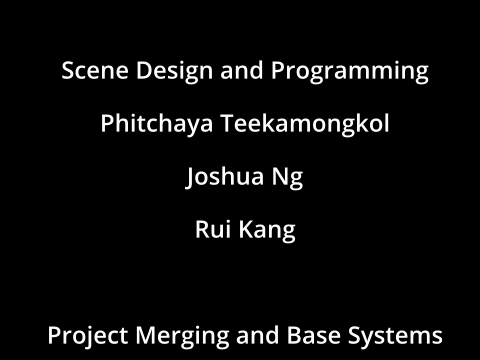 Scene Design and Programming
Phitchaya Teekamongkol
Joshua Ng
Rui Kang
Project Merging and Base Systems